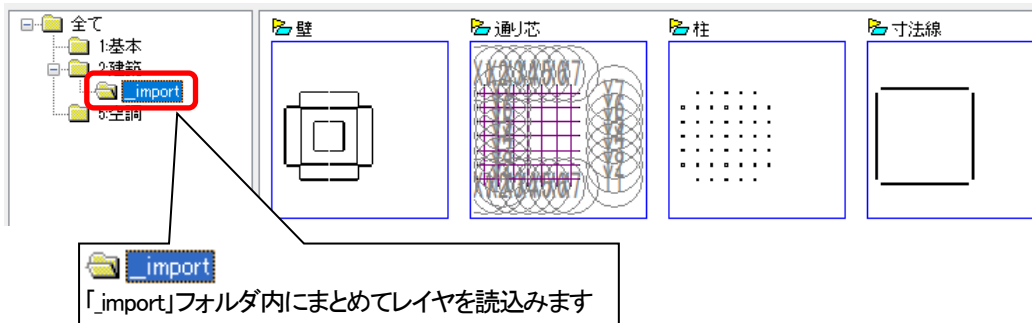 全て
1:基本
2:建築
_import
5:空調
壁
通り芯
柱
寸法線
_import
「_import」フォルダ内にまとめてレイヤを読込みます